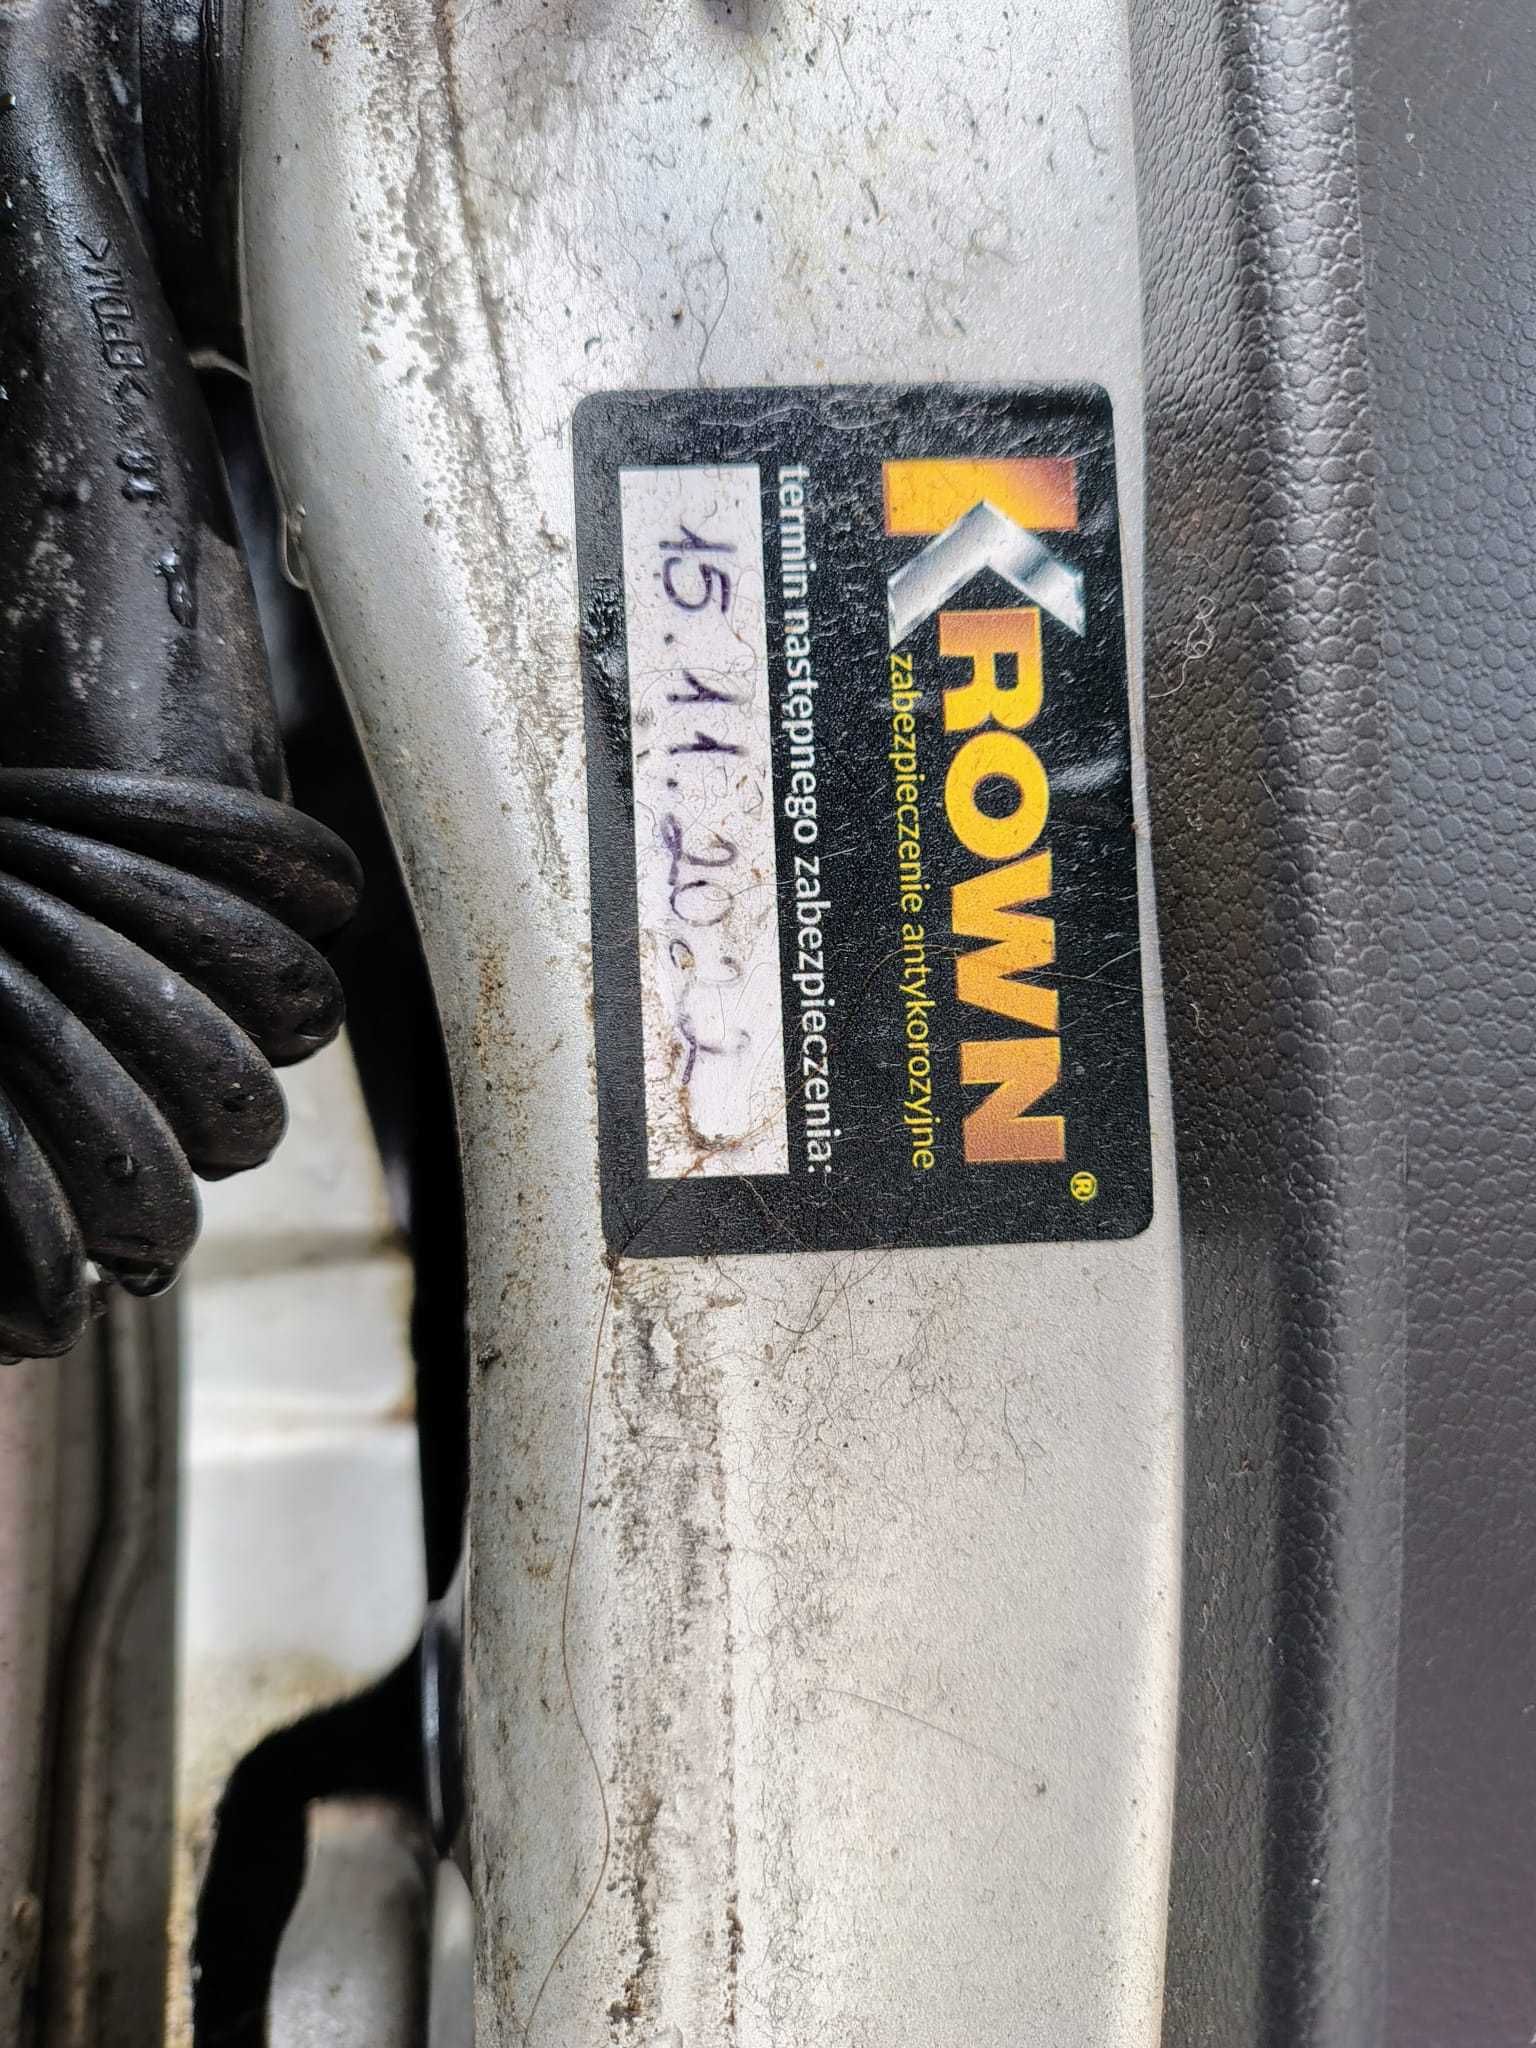 KROWN®
zabezpieczenie antykorozyjne
termin następnego zabezpieczenia:
15.11.2022